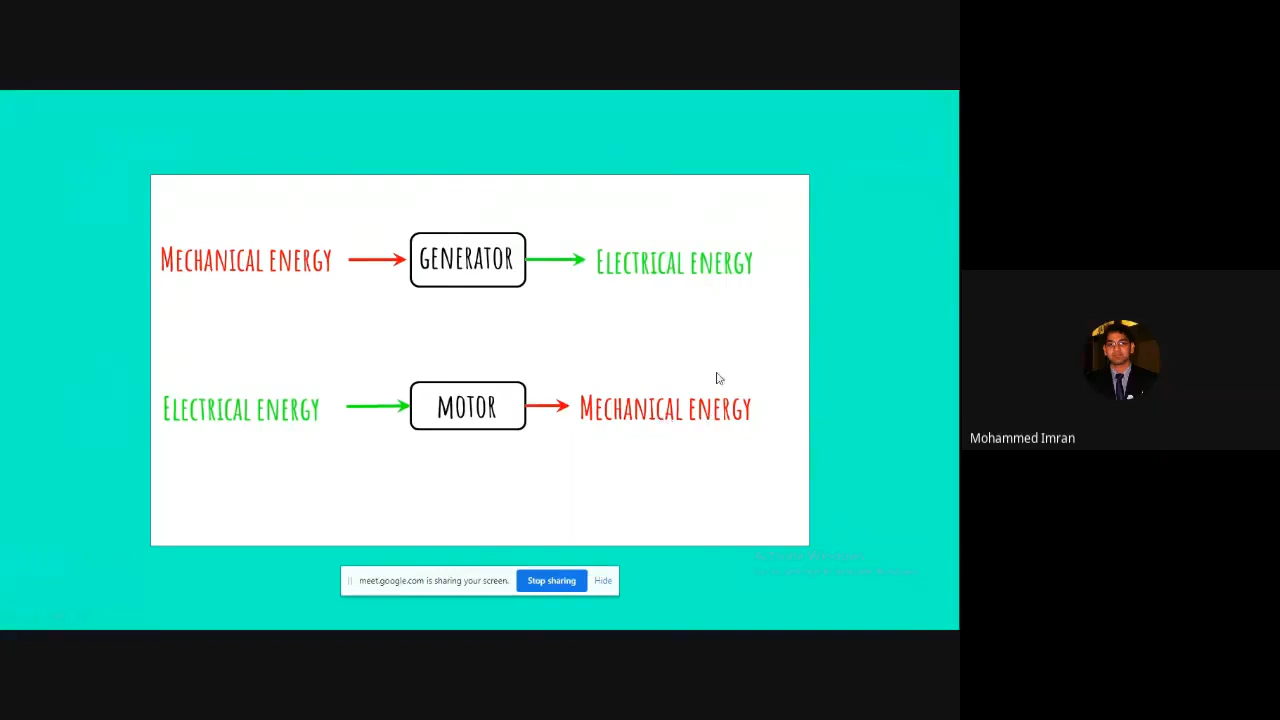 MECHANICAL ENERGY GENERATOR ELECTRICAL ENERGY
ELECTRICAL ENERGY MOTOR MECHANICAL ENERGY
meet.google.com is sharing your screen. Stop sharing Hide
Mohammed Imran